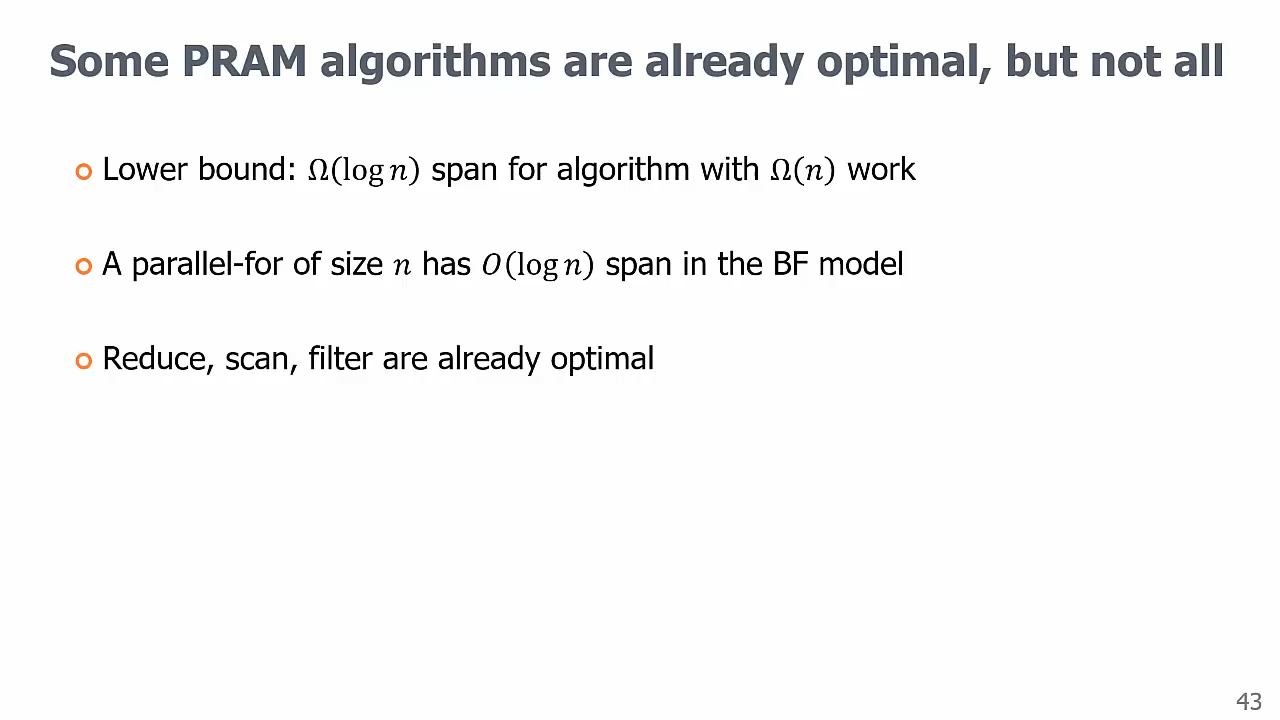 Some PRAM algorithms are already optimal, but not all
Lower bound: Ω(log n) span for algorithm with Ω(n) work
A parallel-for of size n has O(log n) span in the BF model
Reduce, scan, filter are already optimal
43